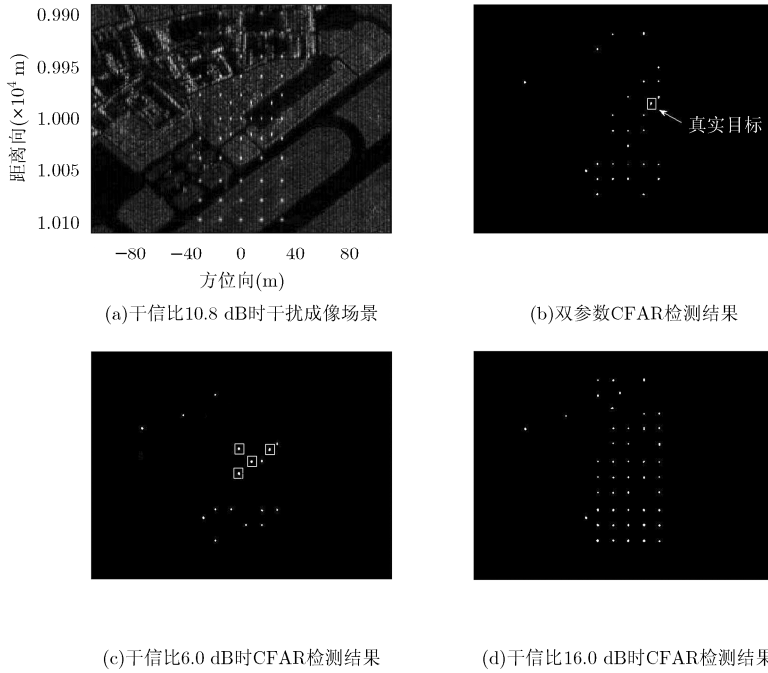 0.990
0.995
1.000
1.005
1.010
距离向(×10⁴ m)
−80 −40 0 40 80
方位向(m)
(a)干信比10.8 dB时干扰成像场景
真实目标
(b)双参数CFAR检测结果
(c)干信比6.0 dB时CFAR检测结果
(d)干信比16.0 dB时CFAR检测结果